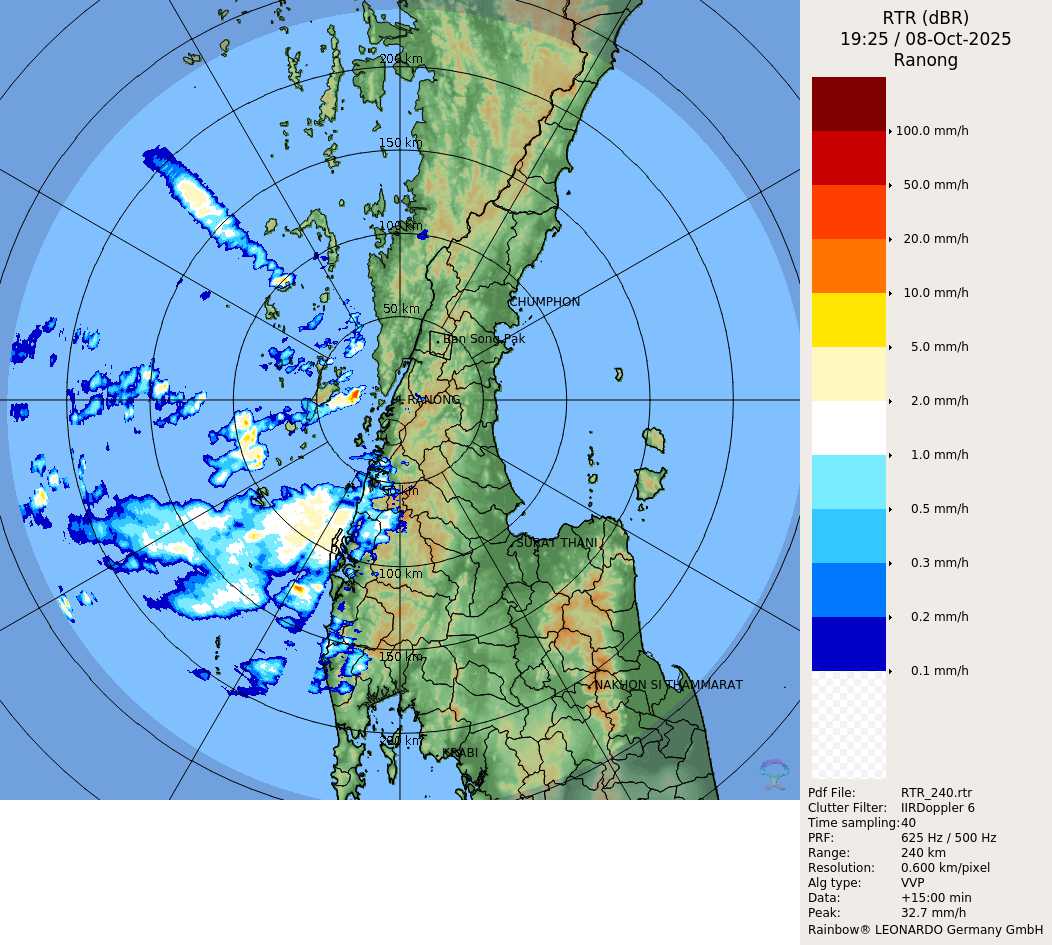 RTR (dBR)
19:25 / 08-Oct-2025
Ranong
100.0 mm/h
50.0 mm/h
20.0 mm/h
10.0 mm/h
5.0 mm/h
2.0 mm/h
1.0 mm/h
0.5 mm/h
0.3 mm/h
0.2 mm/h
0.1 mm/h
200 km
150 km
100 km
50 km
CHUMPHON
Ban Song Pak
RANONG
50 km
SURAT THANI
100 km
150 km
NAKHON SI THAMMARAT
200 km
KRABI
Pdf File: RTR_240.rtr
Clutter Filter: IIRDoppler 6
Time sampling: 40
PRF: 625 Hz / 500 Hz
Range: 240 km
Resolution: 0.600 km/pixel
Alg type: VVP
Data: +15:00 min
Peak: 32.7 mm/h
Rainbow® LEONARDO Germany GmbH